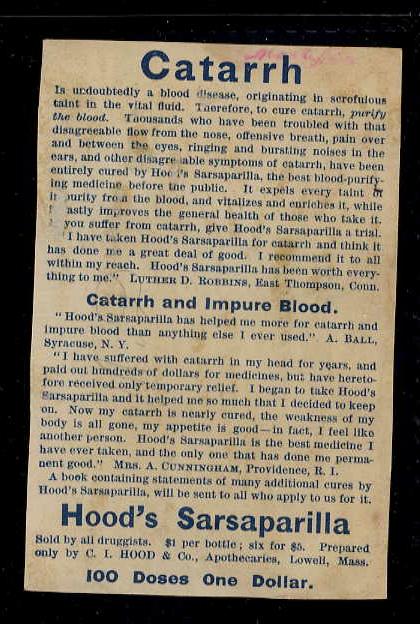 Catarrh
Is undoubtedly a blood disease, originating in scrofulous
taint in the vital fluid. Therefore, to cure catarrh, purify
the blood. Thousands who have been troubled with that
disagreeable flow from the nose, offensive breath, pain over
and between the eyes, ringing and bursting noises in the
ears, and other disagreeable symptoms of catarrh, have been
entirely cured by Hood's Sarsaparilla, the best blood-purify-
ing medicine before the public. It expels every taint of
impurity from the blood, and vitalizes and enriches it, while
it vastly improves the general health of those who take it.
If you suffer from catarrh, give Hood's Sarsaparilla a trial.
"I have taken Hood's Sarsaparilla for catarrh and think it
has done me a great deal of good. I recommend it to all
within my reach. Hood's Sarsaparilla has been worth every-
thing to me." LUTHER D. ROBBINS, East Thompson, Conn.
Catarrh and Impure Blood.
"Hood's Sarsaparilla has helped me more for catarrh and
impure blood than anything else I ever used." A. BALL,
Syracuse, N. Y.
"I have suffered with catarrh in my head for years, and
paid out hundreds of dollars for medicines, but have hereto-
fore received only temporary relief. I began to take Hood's
Sarsaparilla and it helped me so much that I decided to keep
on. Now my catarrh is nearly cured, the weakness of my
body is all gone, my appetite is good—in fact, I feel like
another person. Hood's Sarsaparilla is the best medicine I
have ever taken, and the only one that has done me perma-
nent good." MRS. A. CUNNINGHAM, Providence, R. I.
A book containing statements of many additional cures by
Hood's Sarsaparilla, will be sent to all who apply to us for it.
Hood's Sarsaparilla
Sold by all druggists. $1 per bottle; six for $5. Prepared
only by C. I. HOOD & Co., Apothecaries, Lowell, Mass.
100 Doses One Dollar.